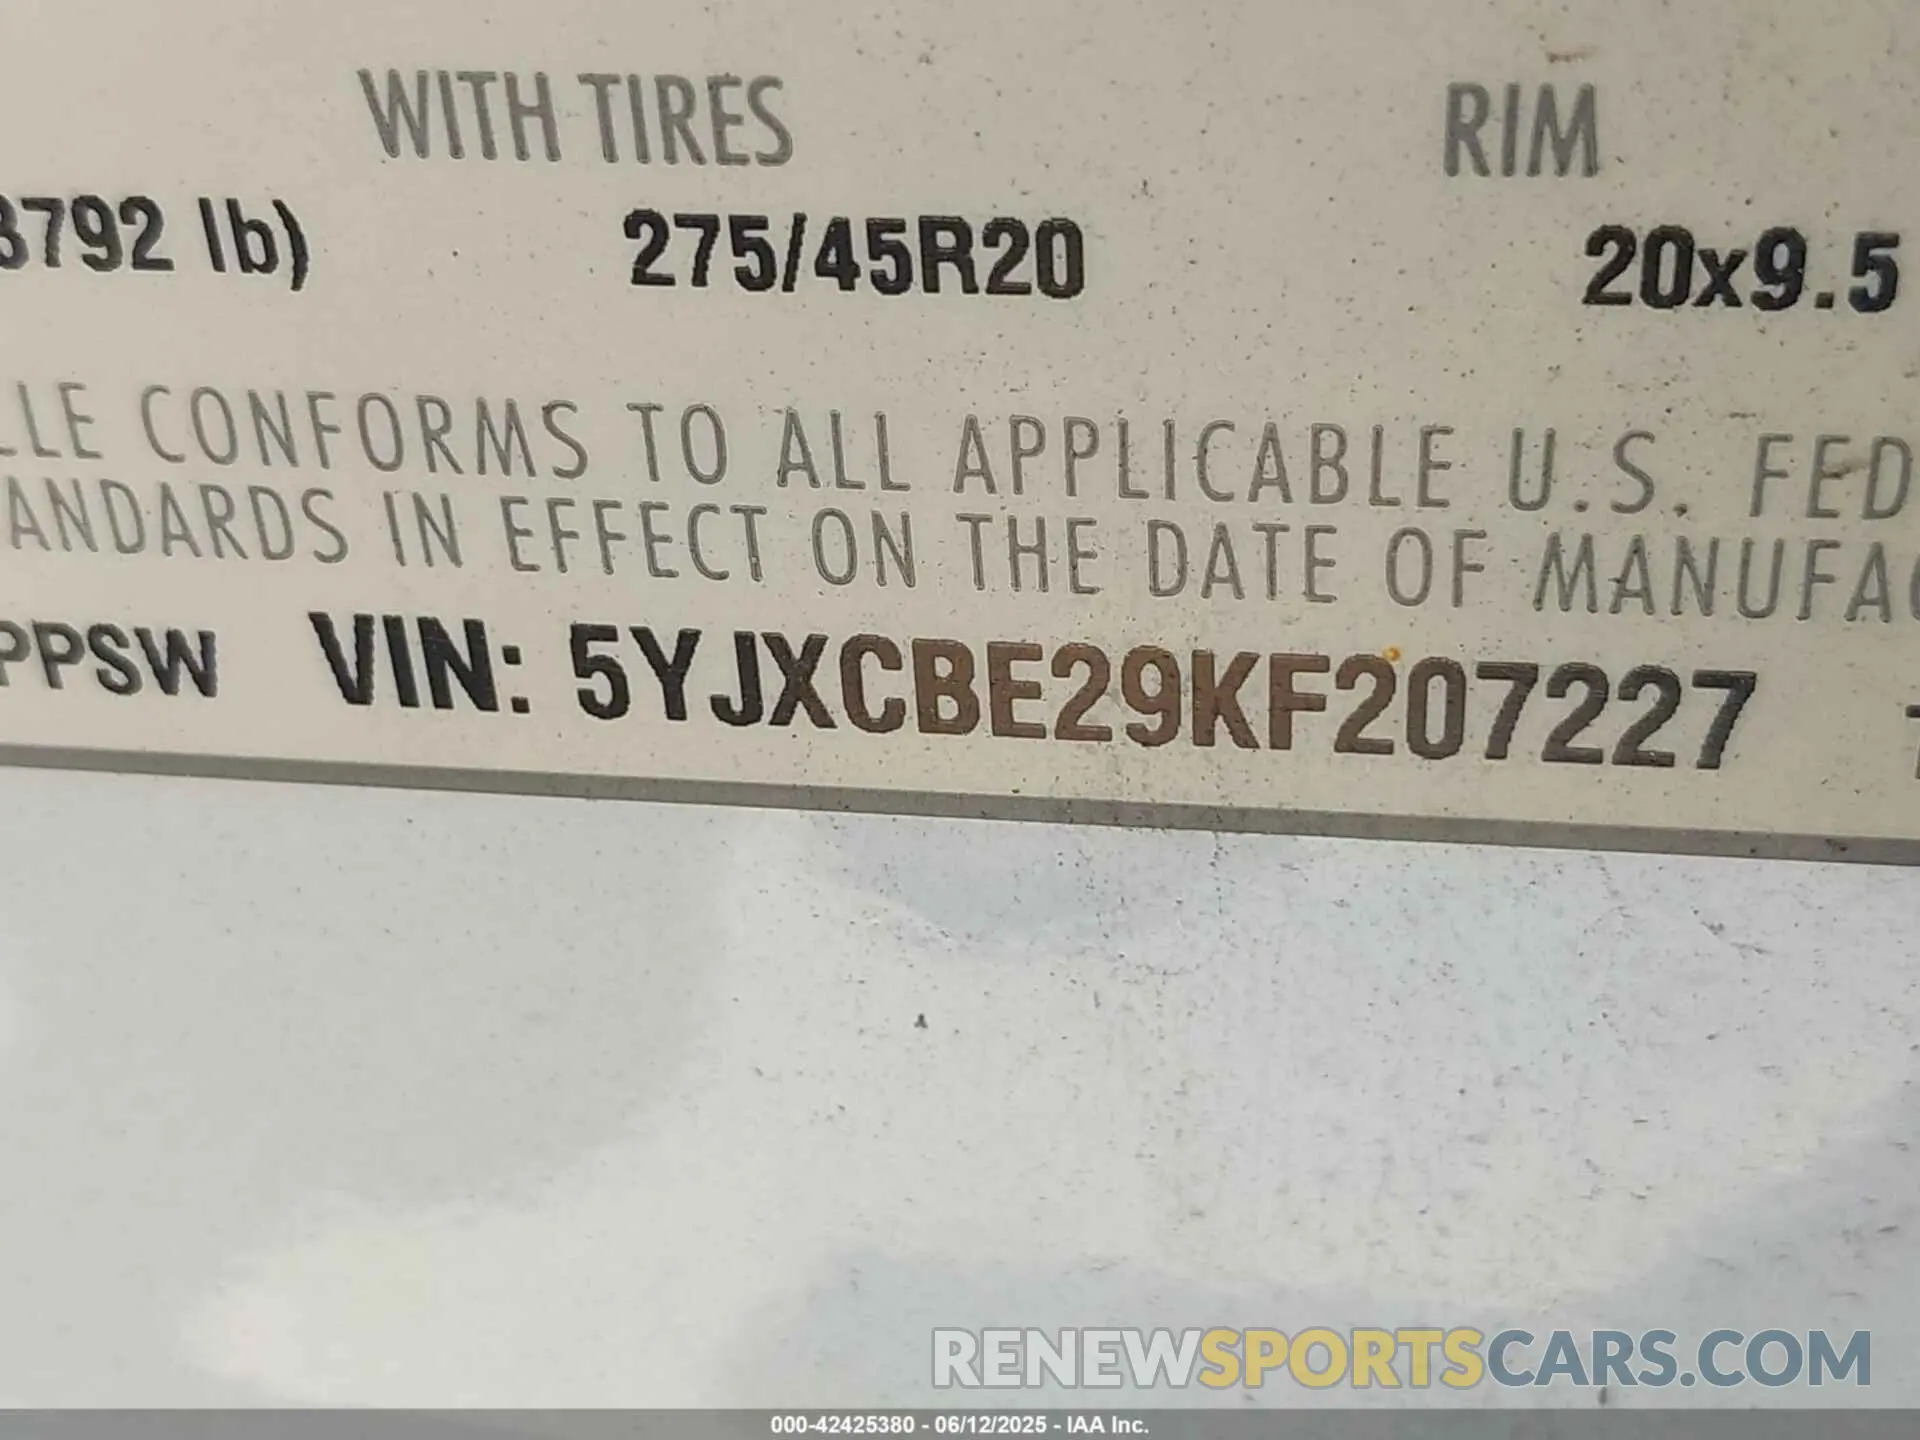 WITH TIRES RIM
3792 lb) 275/45R20 20x9.5
LE CONFORMS TO ALL APPLICABLE U.S. FED
ANDARDS IN EFFECT ON THE DATE OF MANUFA
PPSW VIN: 5YJXCBE29KF207227
RENEWSPORTSCARS.COM
000-42425380 - 06/12/2025 - IAA Inc.